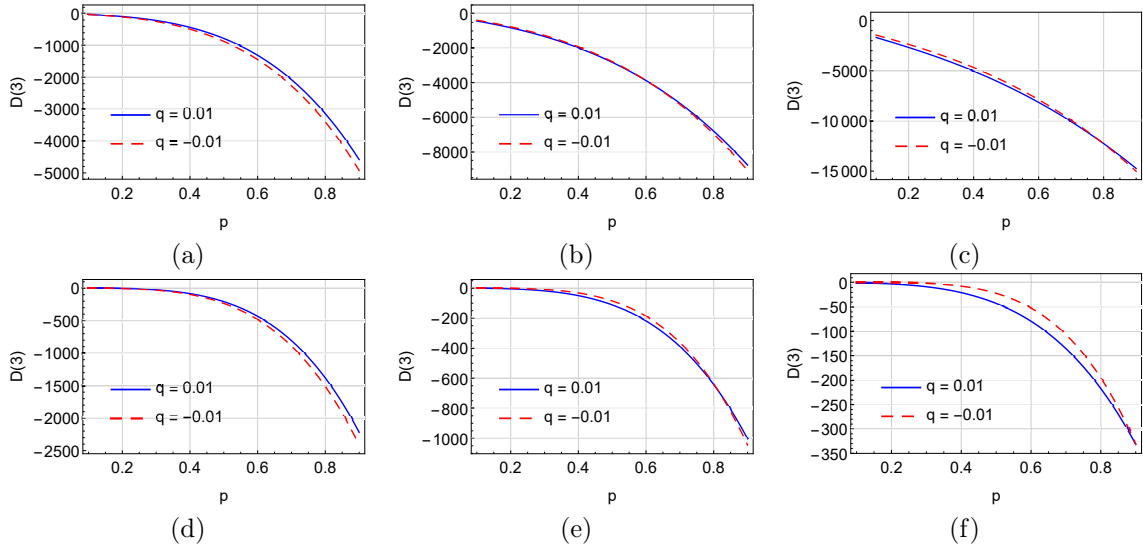 0
−1000
−2000
−3000
−4000
−5000
D(3)
q = 0.01
q = −0.01
0.2 0.4 0.6 0.8
p
(a)
0
−2000
−4000
−6000
−8000
D(3)
q = 0.01
q = −0.01
0.2 0.4 0.6 0.8
p
(b)
0
−5000
−10 000
−15 000
D(3)
q = 0.01
q = −0.01
0.2 0.4 0.6 0.8
p
(c)
0
−500
−1000
−1500
−2000
−2500
D(3)
q = 0.01
q = −0.01
0.2 0.4 0.6 0.8
p
(d)
0
−200
−400
−600
−800
−1000
D(3)
q = 0.01
q = −0.01
0.2 0.4 0.6 0.8
p
(e)
0
−50
−100
−150
−200
−250
−300
−350
D(3)
q = 0.01
q = −0.01
0.2 0.4 0.6 0.8
p
(f)